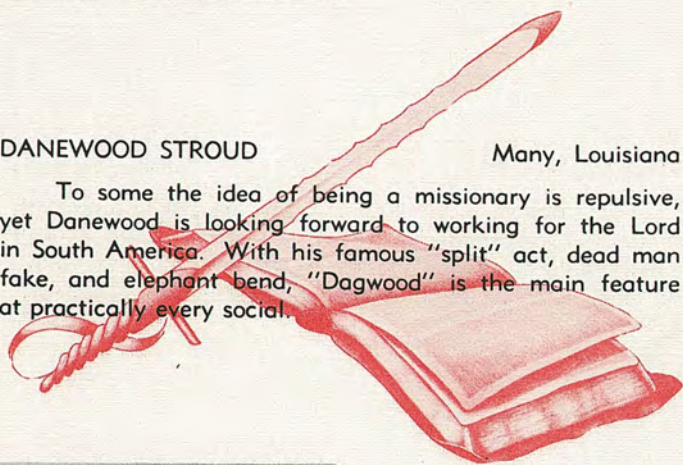 DANEWOOD STROUD Many, Louisiana
To some the idea of being a missionary is repulsive,
yet Danewood is looking forward to working for the Lord
in South America. With his famous "split" act, dead man
fake, and elephant bend, "Dagwood" is the main feature
at practically every social.